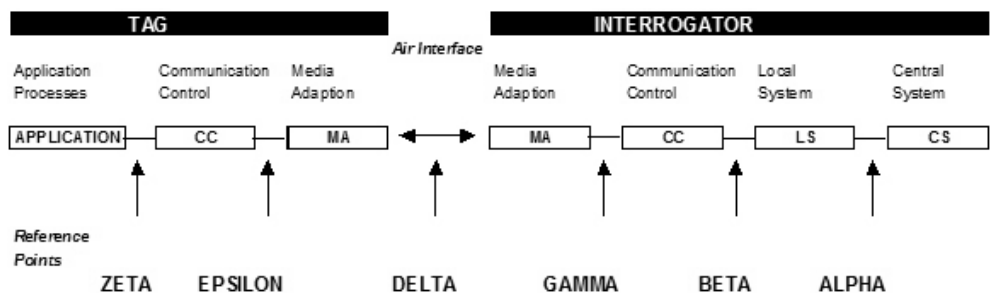 TAG INTERROGATOR
Air Interface
Application Communication Media Media Communication Local Central
Processes Control Adaption Adaption Control System System
APPLICATION CC MA MA CC LS CS
Reference
Points
ZETA EPSILON DELTA GAMMA BETA ALPHA